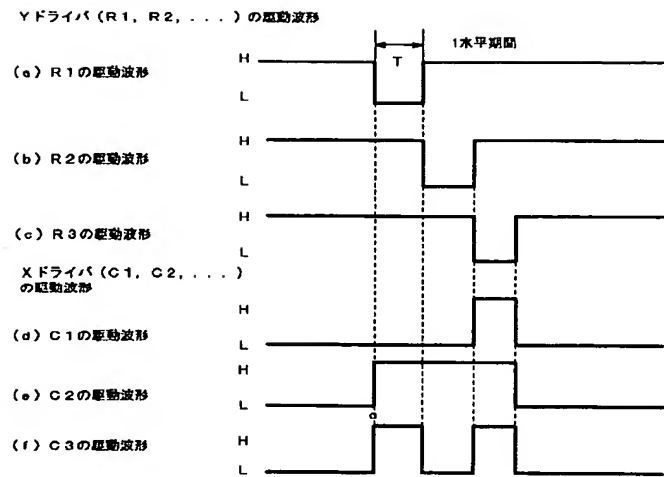 Yドライバ(R1, R2, ...)の駆動波形
T
1水平期間
H
(a) R1の駆動波形
L
H
(b) R2の駆動波形
L
H
(c) R3の駆動波形
L
Xドライバ(C1, C2, ...)
の駆動波形
H
(d) C1の駆動波形
L
H
(e) C2の駆動波形
L
a
H
(f) C3の駆動波形
L